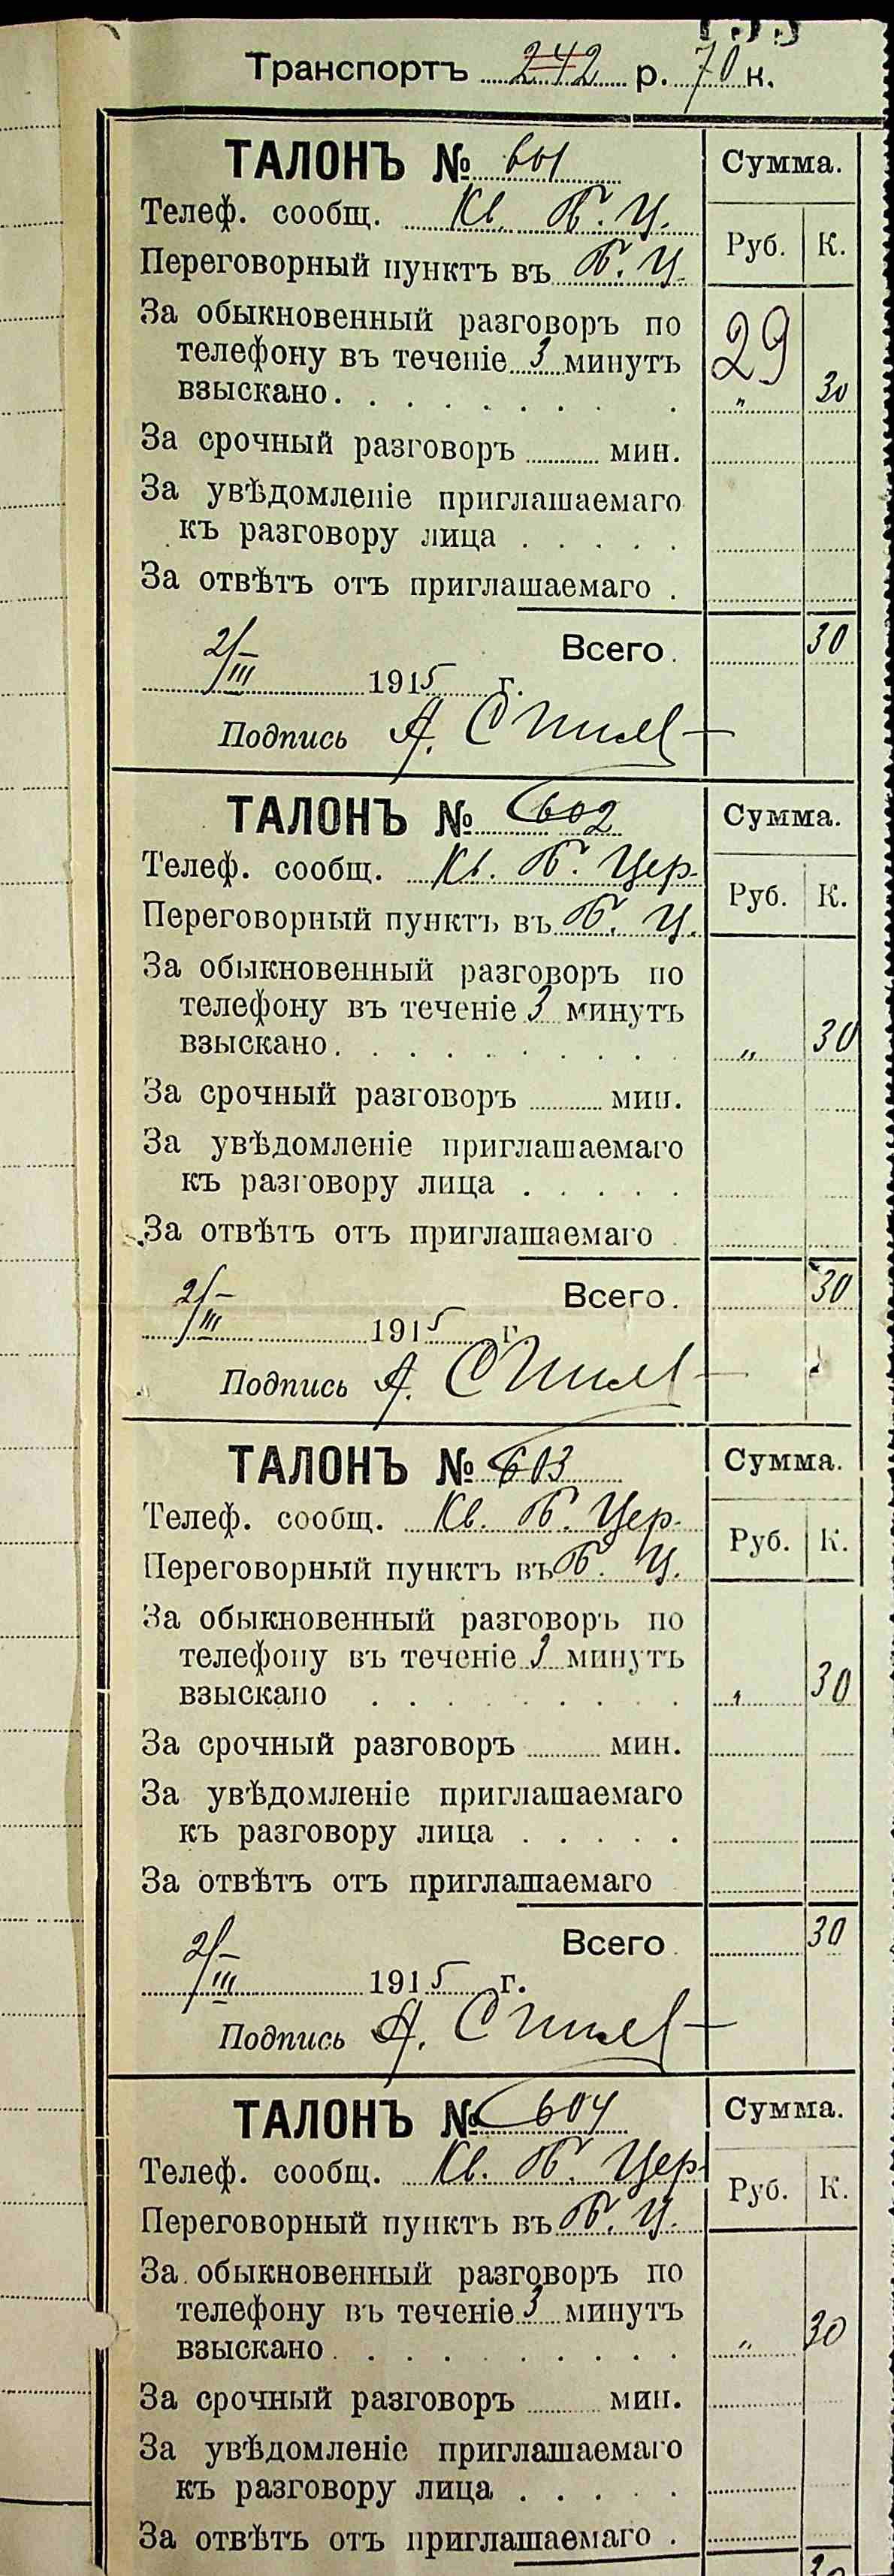 Транспортъ 242 р. 70 к.
ТАЛОНЪ № 601
Сумма.
Телеф. сообщ. Кв. Б. Ц.
Руб. К.
Переговорный пунктъ въ Б. Ц.
За обыкновенный разговоръ по
29
телефону въ теченіе 3 минутъ
взыскано. . . . . . . . . . „ 30
За срочный разговоръ ......... мин.
За увѣдомленіе приглашаемаго
къ разговору лица . . . . .
За отвѣтъ отъ приглашаемаго .
Всего. 30
2/III 1915 г.
Подпись А.
ТАЛОНЪ № 602
Сумма.
Телеф. сообщ. Кв. Б. Цер.
Руб. К.
Переговорный пунктъ въ Б. Ц.
За обыкновенный разговоръ по
телефону въ теченіе 3 минутъ
взыскано. . . . . . . . . . „ 30
За срочный разговоръ ......... мин.
За увѣдомленіе приглашаемаго
къ разговору лица . . . . .
За отвѣтъ отъ приглашаемаго .
Всего. 30
2/III 1915 г.
Подпись А.
ТАЛОНЪ № 603
Сумма.
Телеф. сообщ. Кв. Б. Цер.
Руб. К.
Переговорный пунктъ въ Б. Ц.
За обыкновенный разговоръ по
телефону въ теченіе 3 минутъ
взыскано . . . . . . . . . „ 30
За срочный разговоръ ......... мин.
За увѣдомленіе приглашаемаго
къ разговору лица . . . . .
За отвѣтъ отъ приглашаемаго
Всего. 30
2/III 1915 г.
Подпись А.
ТАЛОНЪ № 604
Сумма.
Телеф. сообщ. Кв. Б. Цер.
Руб. К.
Переговорный пунктъ въ Б. Ц.
За обыкновенный разговоръ по
телефону въ теченіе 3 минутъ
взыскано. . . . . . . . . . „ 30
За срочный разговоръ ......... мин.
За увѣдомленіе приглашаемаго
къ разговору лица . . . . .
За отвѣтъ отъ приглашаемаго .